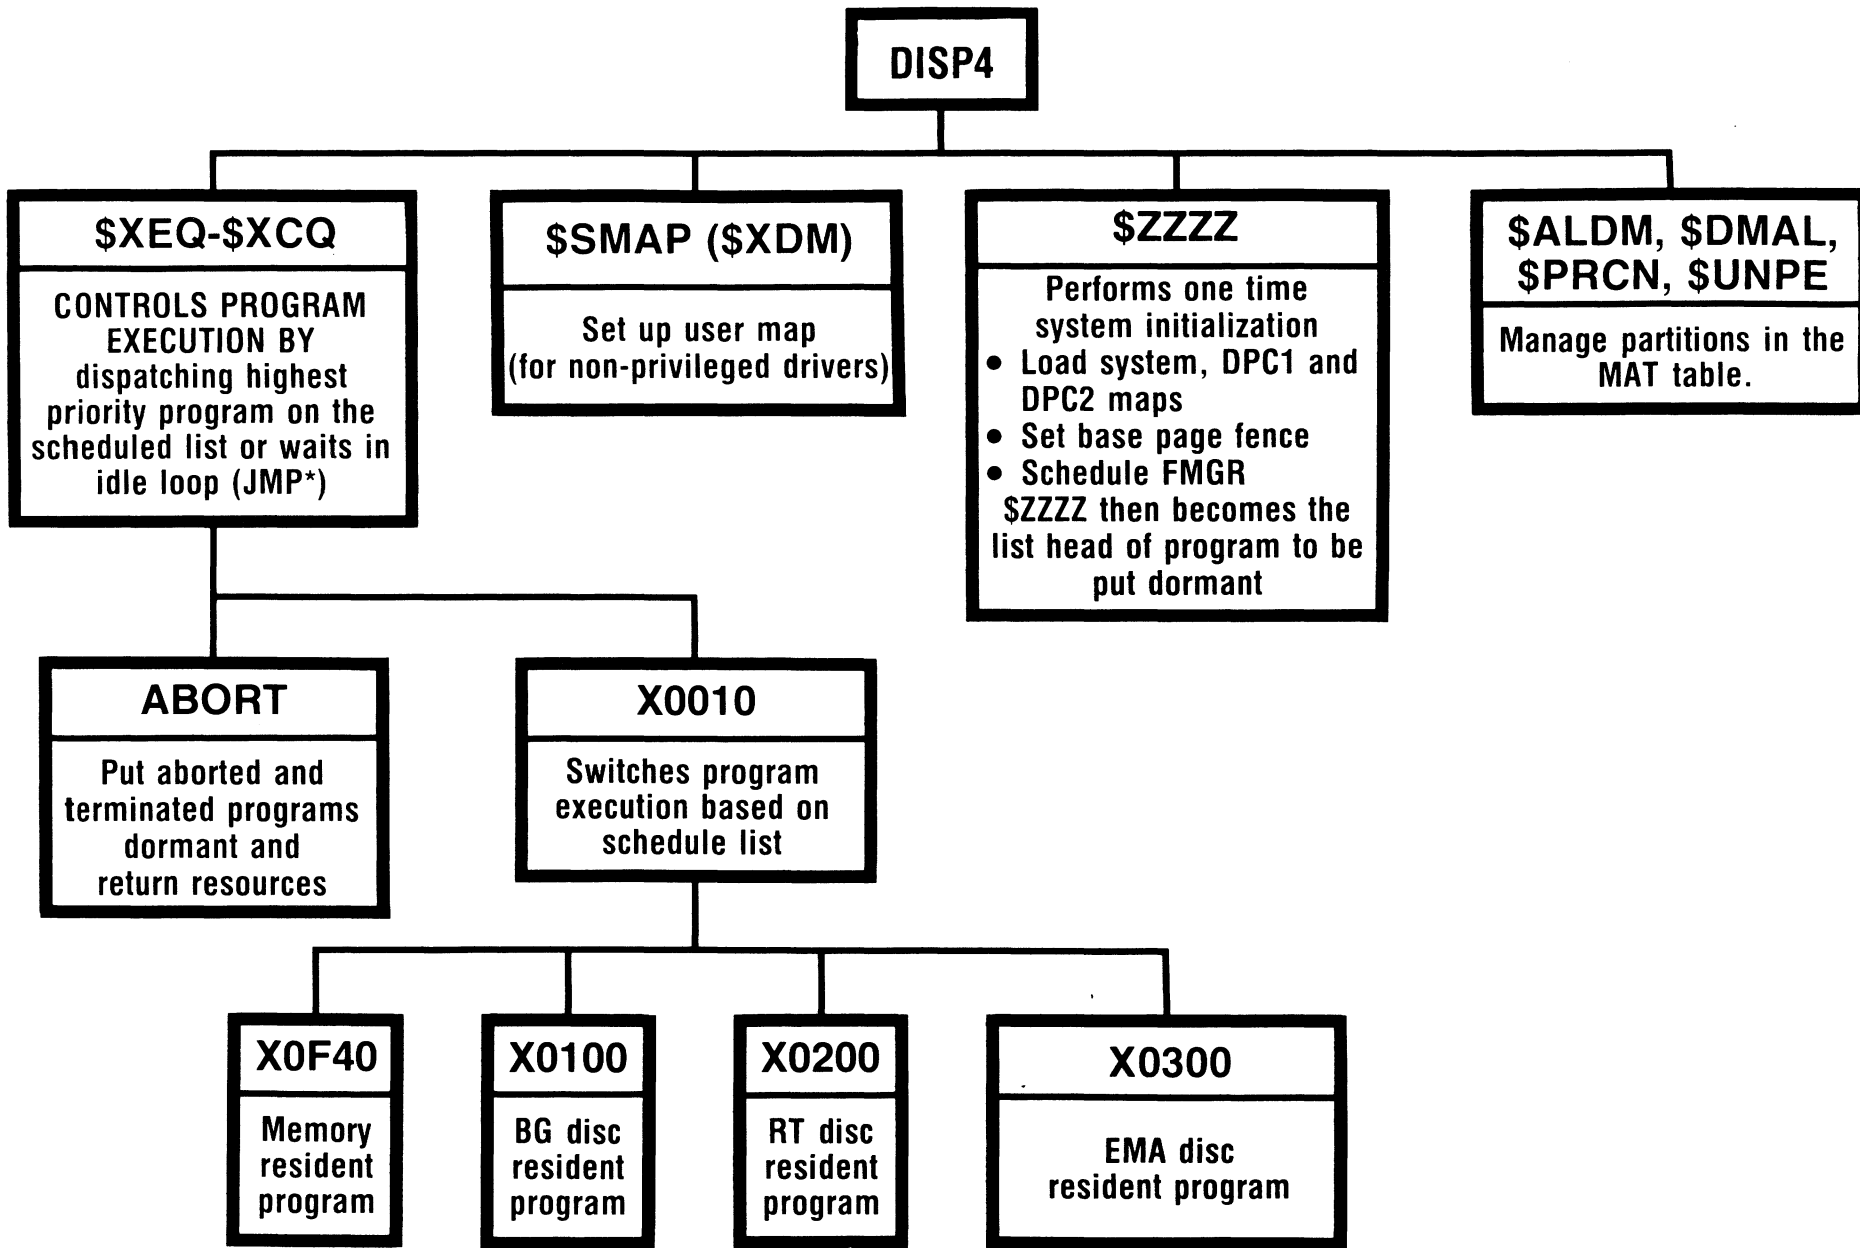 DISP4
$XEQ-$XCQ
CONTROLS PROGRAM
EXECUTION BY
dispatching highest
priority program on the
scheduled list or waits in
idle loop (JMP*)
$SMAP ($XDM)
Set up user map
(for non-privileged drivers)
$ZZZZ
Performs one time
system initialization
● Load system, DPC1 and
DPC2 maps
● Set base page fence
● Schedule FMGR
$ZZZZ then becomes the
list head of program to be
put dormant
$ALDM, $DMAL,
$PRCN, $UNPE
Manage partitions in the
MAT table.
ABORT
Put aborted and
terminated programs
dormant and
return resources
X0010
Switches program
execution based on
schedule list
X0F40
Memory
resident
program
X0100
BG disc
resident
program
X0200
RT disc
resident
program
X0300
EMA disc
resident program